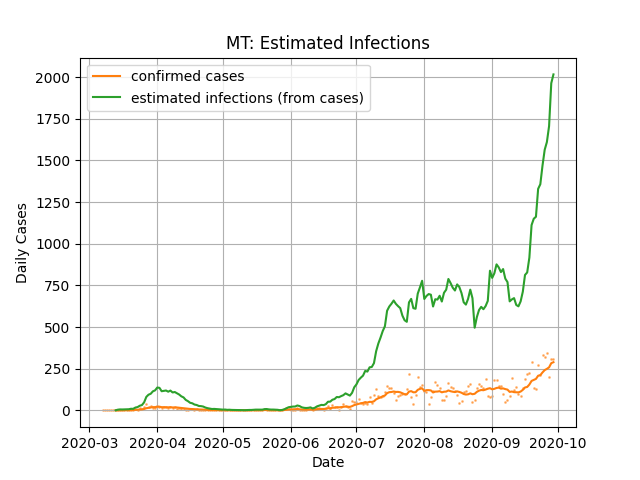 MT: Estimated Infections
confirmed cases
estimated infections (from cases)
2000
1750
1500
1250
1000
750
500
250
0
Daily Cases
2020-03 2020-04 2020-05 2020-06 2020-07 2020-08 2020-09 2020-10
Date